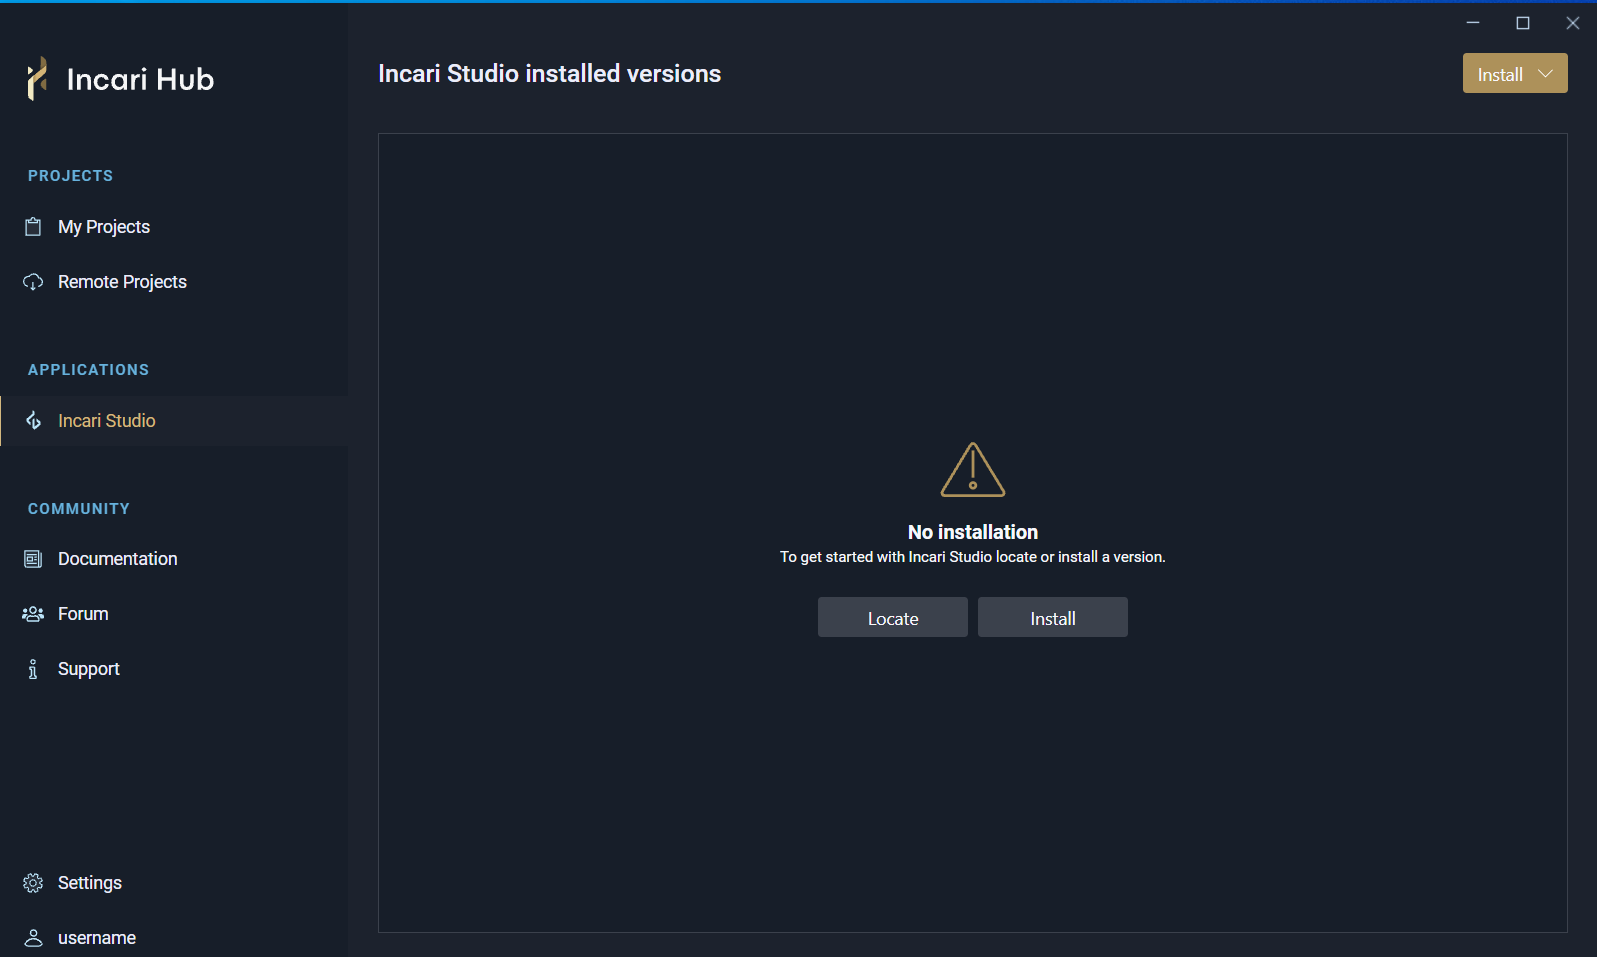 Incari Hub
PROJECTS
My Projects
Remote Projects
APPLICATIONS
Incari Studio
COMMUNITY
Documentation
Forum
Support
Settings
username
Incari Studio installed versions
Install
No installation
To get started with Incari Studio locate or install a version.
Locate
Install